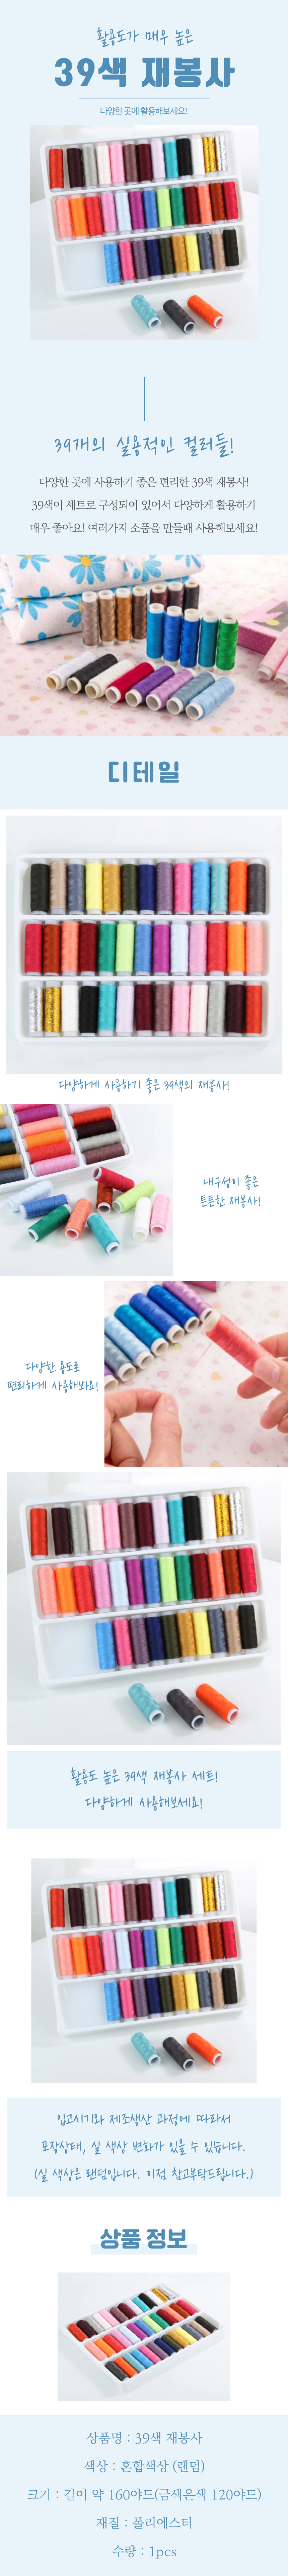 활용도가 매우 높은
39색 재봉사
다양한 곳에 활용해보세요!
39개의 실용적인 컬러들!
다양한 곳에 사용하기 좋은 편리한 39색 재봉사!
39색이 세트로 구성되어 있어서 다양하게 활용하기
매우 좋아요! 여러가지 소품을 만들때 사용해보세요!
디테일
다양하게 사용하기 좋은 39색의 재봉사!
내구성이 좋은
튼튼한 재봉사!
다양한 용도로
편리하게 사용해봐요!
활용도 높은 39색 재봉사 세트!
다양하게 사용해보세요!
입고시기와 제조생산 과정에 따라서
포장상태, 실 색상 변화가 있을 수 있습니다.
(실 색상은 랜덤입니다. 이점 참고부탁드립니다.)
상품 정보
상품명 : 39색 재봉사
색상 : 혼합색상 (랜덤)
크기 : 길이 약 160야드(금색은색 120야드)
재질 : 폴리에스터
수량 : 1pcs